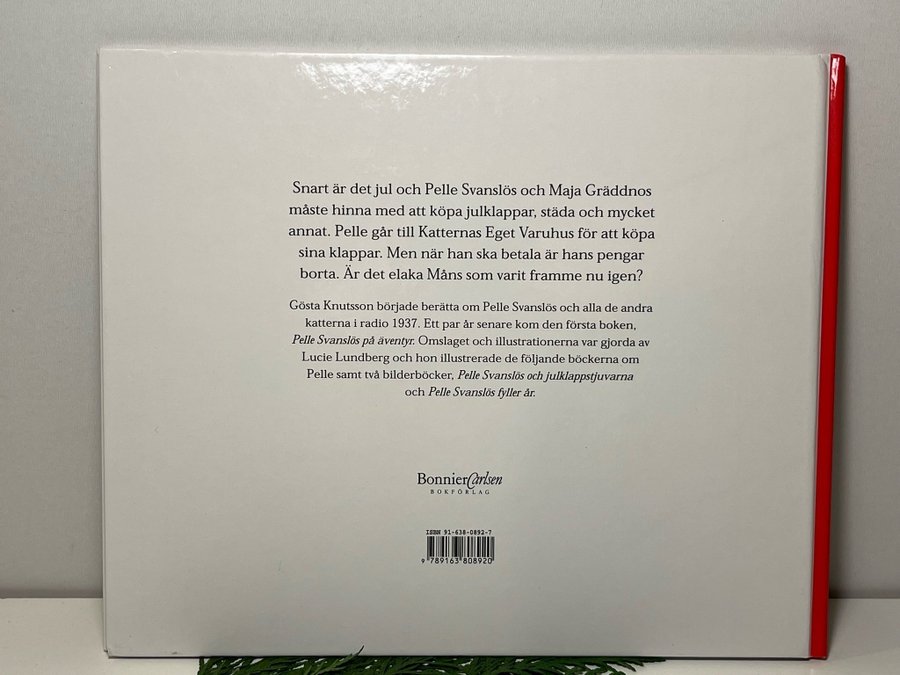 Snart är det jul och Pelle Svanslös och Maja Gräddnos
måste hinna med att köpa julklappar, städa och mycket
annat. Pelle går till Katternas Eget Varuhus för att köpa
sina klappar. Men när han ska betala är hans pengar
borta. Är det elaka Måns som varit framme nu igen?
Gösta Knutsson började berätta om Pelle Svanslös och alla de andra
katterna i radio 1937. Ett par år senare kom den första boken,
Pelle Svanslös på äventyr. Omslaget och illustrationerna var gjorda av
Lucie Lundberg och hon illustrerade de följande böckerna om
Pelle samt två bilderböcker, Pelle Svanslös och julklappstjuvarna
och Pelle Svanslös fyller år.
BonnierCarlsen
BOKFÖRLAG
ISBN 91-638-0892-7
9 789163 808920